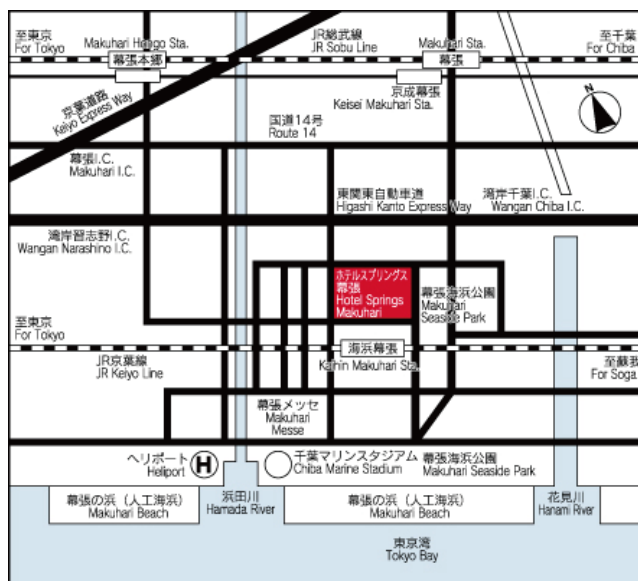 至東京
For Tokyo
Makuhari Hongo Sta.
幕張本郷
JR総武線
JR Sobu Line
Makuhari Sta.
幕張
至千葉
For Chiba
京成幕張
Keisei Makuhari Sta.
京葉道路
Keiyo Express Way
国道14号
Route 14
N
幕張I.C.
Makuhari I.C.
東関東自動車道
Higashi Kanto Express Way
湾岸千葉I.C.
Wangan Chiba I.C.
湾岸習志野I.C.
Wangan Narashino I.C.
ホテルスプリングス
幕張
Hotel Springs
Makuhari
幕張海浜公園
Makuhari
Seaside Park
至東京
For Tokyo
JR京葉線
JR Keiyo Line
海浜幕張
Kaihin Makuhari Sta.
至蘇我
For Soga
幕張メッセ
Makuhari
Messe
ヘリポート
Heliport
H
千葉マリンスタジアム
Chiba Marine Stadium
幕張海浜公園
Makuhari Seaside Park
幕張の浜（人工海浜）
Makuhari Beach
浜田川
Hamada River
幕張の浜（人工海浜）
Makuhari Beach
花見川
Hanami River
東京湾
Tokyo Bay